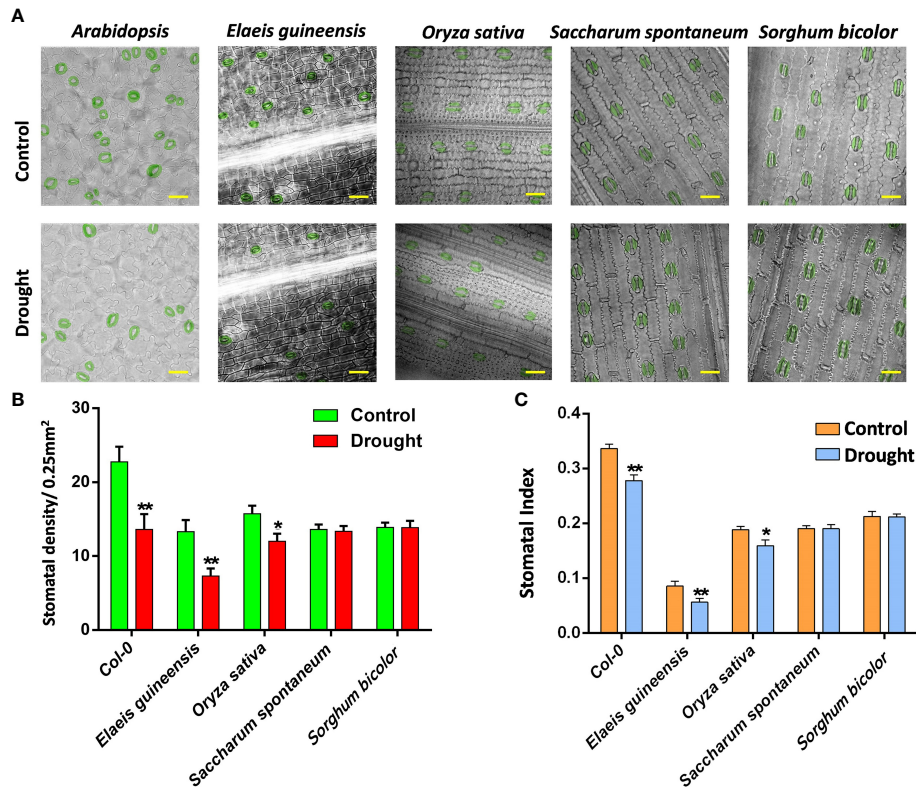 A
Arabidopsis Elaeis guineensis Oryza sativa Saccharum spontaneum Sorghum bicolor
Control
Drought
B
Stomatal density/ 0.25mm²
30
20
10
0
Control
Drought
**
**
*
Col-0
Elaeis guineensis
Oryza sativa
Saccharum spontaneum
Sorghum bicolor
C
Stomatal Index
0.4
0.3
0.2
0.1
0.0
Control
Drought
**
**
*
Col-0
Elaeis guineensis
Oryza sativa
Saccharum spontaneum
Sorghum bicolor